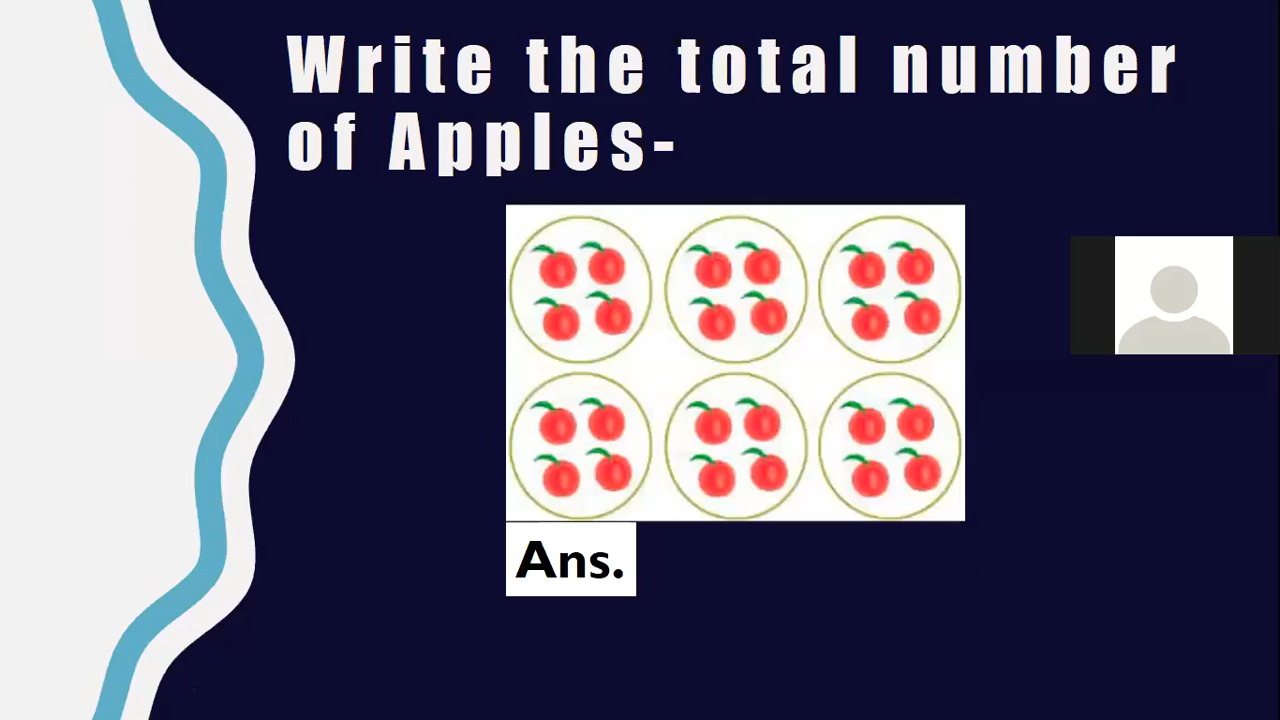 Write the total number
of Apples-
Ans.